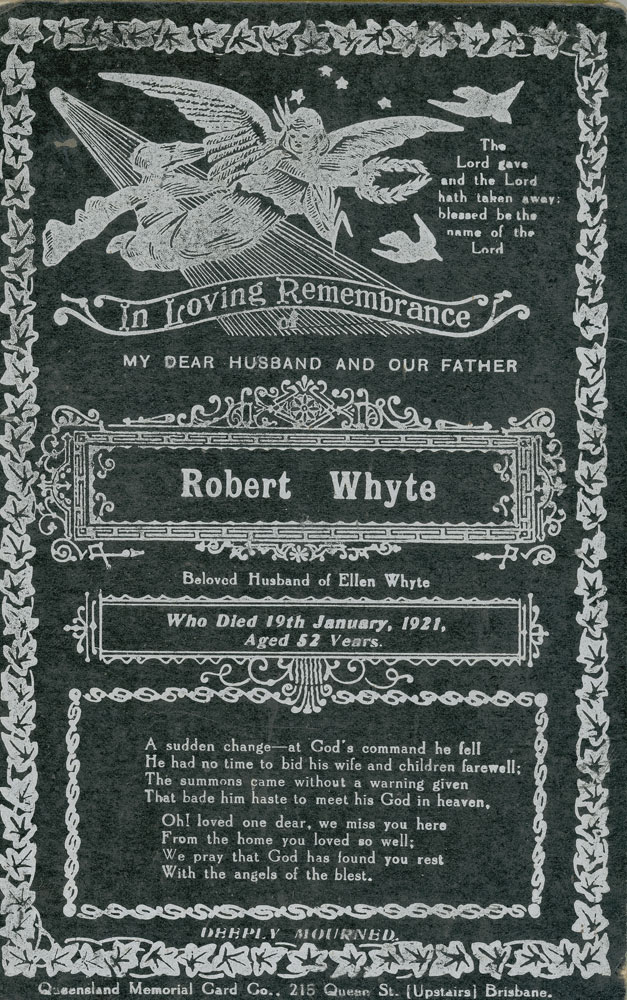 The
Lord gave
and the Lord
hath taken away:
blessed be the
name of the
Lord
In Loving Remembrance
of
MY DEAR HUSBAND AND OUR FATHER
Robert Whyte
Beloved Husband of Ellen Whyte
Who Died 19th January, 1921,
Aged 52 Years.
A sudden change—at God's command he fell
He had no time to bid his wife and children farewell;
The summons came without a warning given
That bade him haste to meet his God in heaven,
Oh! loved one dear, we miss you here
From the home you loved so well;
We pray that God has found you rest
With the angels of the blest.
DEEPLY MOURNED.
Queensland Memorial Card Co., 215 Queen St. [Upstairs] Brisbane.